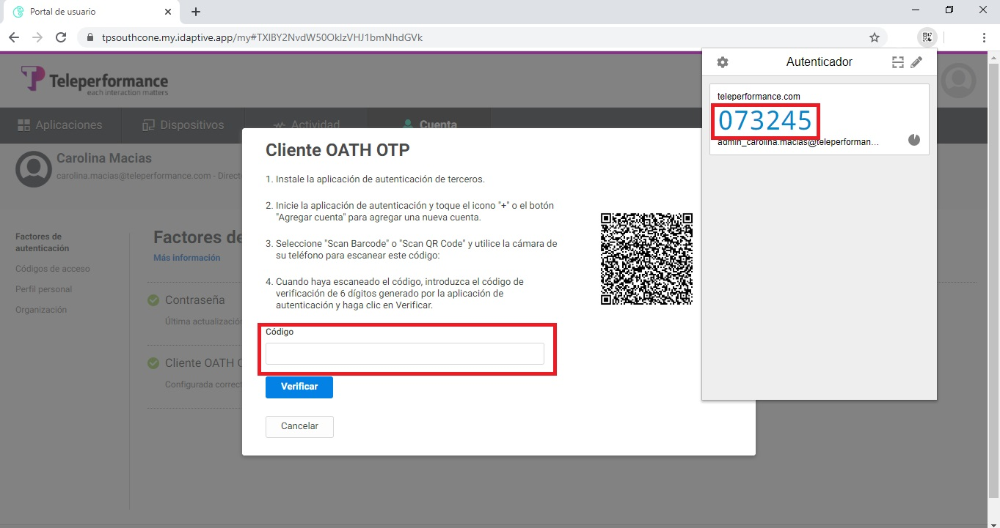 Portal de usuario
tpsouthcone.my.idaptive.app/my#TXIBY2NvdW50OklzVHJ1bmNhdGVk
Teleperformance
each interaction matters
Aplicaciones
Dispositivos
Actividad
Cuenta
Carolina Macias
carolina.macias@teleperformance.com - Directo
Factores de
autenticación
Códigos de acceso
Perfil personal
Organización
Factores de
Más información
Contraseña
Última actualización
Cliente OATH O
Configurada correct
Cliente OATH OTP
1. Instale la aplicación de autenticación de terceros.
2. Inicie la aplicación de autenticación y toque el icono "+" o el botón
"Agregar cuenta" para agregar una nueva cuenta.
3. Seleccione "Scan Barcode" o "Scan QR Code" y utilice la cámara de
su teléfono para escanear este código:
4. Cuando haya escaneado el código, introduzca el código de
verificación de 6 dígitos generado por la aplicación de
autenticación y haga clic en Verificar.
Código
Verificar
Cancelar
Autenticador
teleperformance.com
073245
admin_carolina.macias@teleperforman...